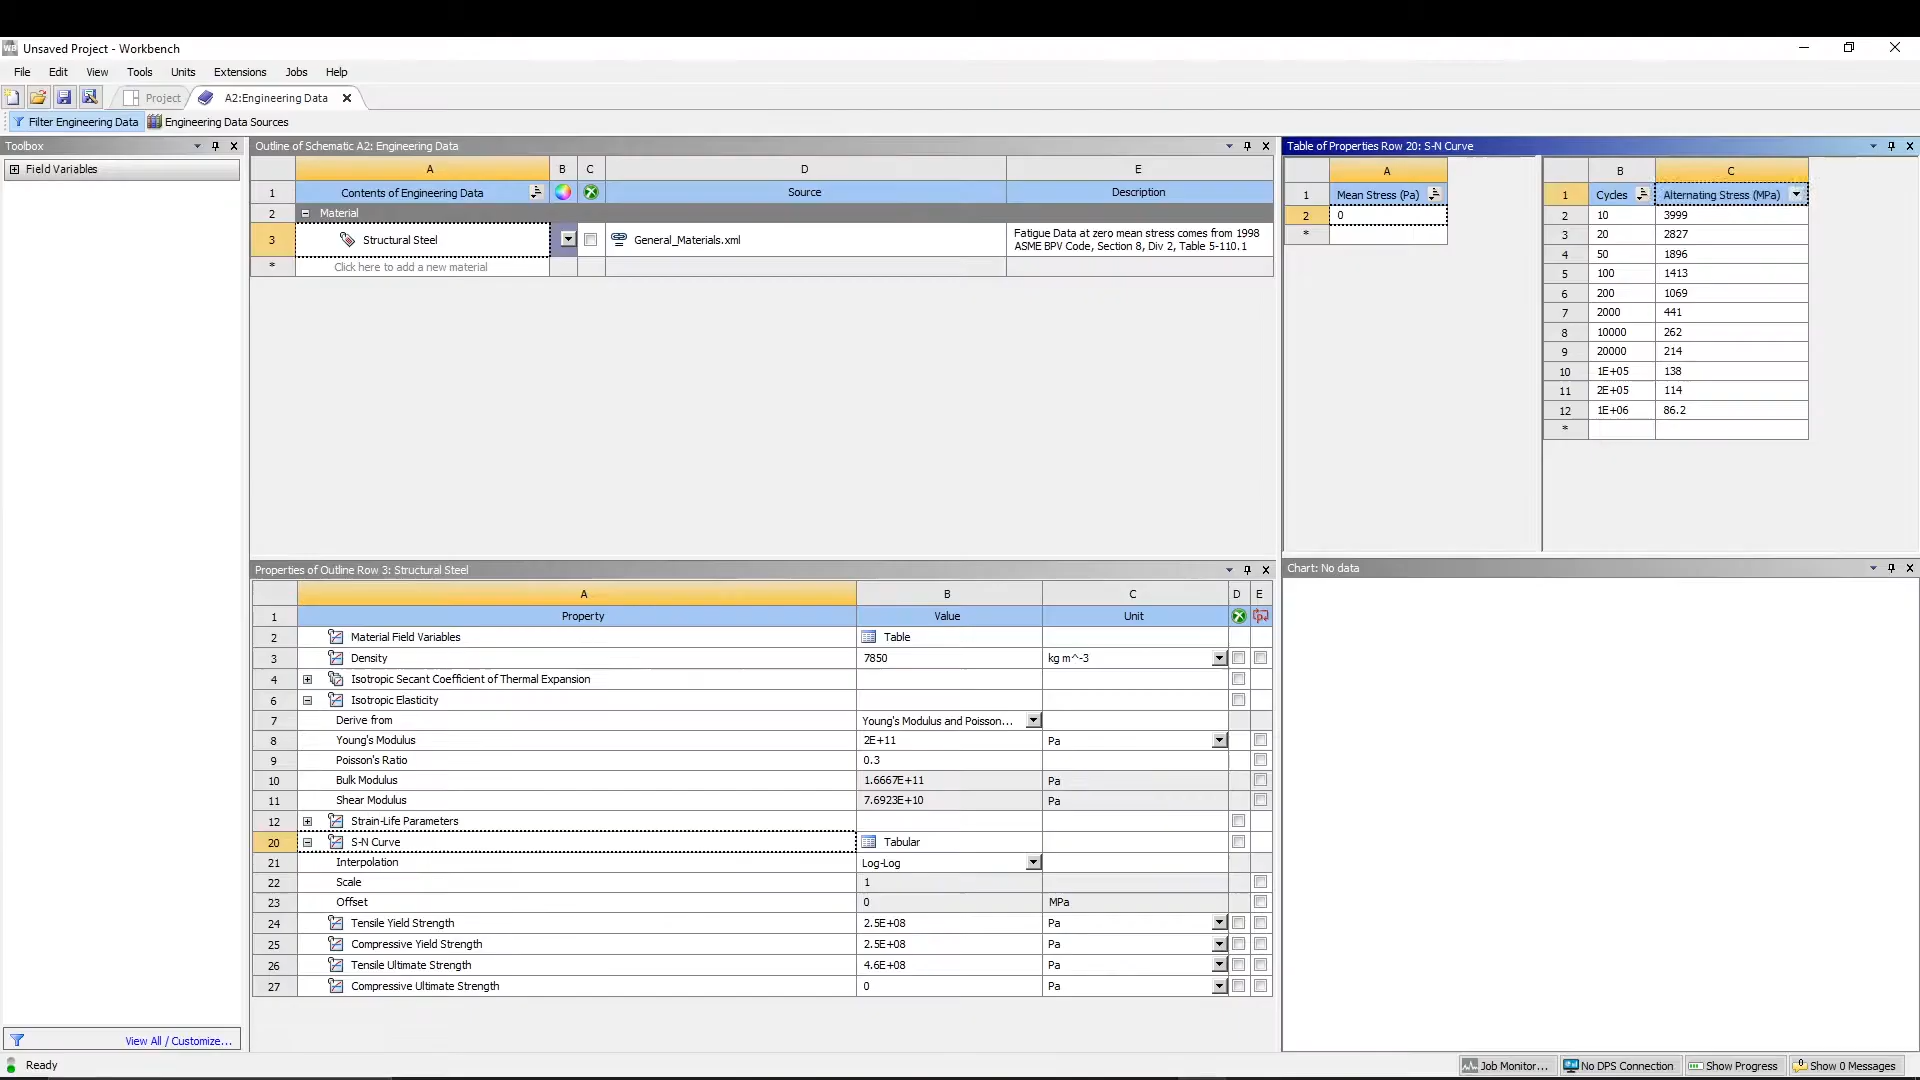 Unsaved Project - Workbench
File Edit View Tools Units Extensions Jobs Help
Project A2:Engineering Data
Filter Engineering Data Engineering Data Sources
Toolbox
Field Variables
View All / Customize...
Outline of Schematic A2: Engineering Data
A B C D E
1 Contents of Engineering Data Source Description
2 Material
3 Structural Steel General_Materials.xml Fatigue Data at zero mean stress comes from 1998
ASME BPV Code, Section 8, Div 2, Table 5-110.1
* Click here to add a new material
Properties of Outline Row 3: Structural Steel
A B C D E
1 Property Value Unit
2 Material Field Variables Table
3 Density 7850 kg m^-3
4 Isotropic Secant Coefficient of Thermal Expansion
6 Isotropic Elasticity
7 Derive from Young's Modulus and Poisson...
8 Young's Modulus 2E+11 Pa
9 Poisson's Ratio 0.3
10 Bulk Modulus 1.6667E+11 Pa
11 Shear Modulus 7.6923E+10 Pa
12 Strain-Life Parameters
20 S-N Curve Tabular
21 Interpolation Log-Log
22 Scale 1
23 Offset 0 MPa
24 Tensile Yield Strength 2.5E+08 Pa
25 Compressive Yield Strength 2.5E+08 Pa
26 Tensile Ultimate Strength 4.6E+08 Pa
27 Compressive Ultimate Strength 0 Pa
Table of Properties Row 20: S-N Curve
A
1 Mean Stress (Pa)
2 0
*
B C
1 Cycles Alternating Stress (MPa)
2 10 3999
3 20 2827
4 50 1896
5 100 1413
6 200 1069
7 2000 441
8 10000 262
9 20000 214
10 1E+05 138
11 2E+05 114
12 1E+06 86.2
*
Chart: No data
Ready
Job Monitor... No DPS Connection Show Progress Show 0 Messages